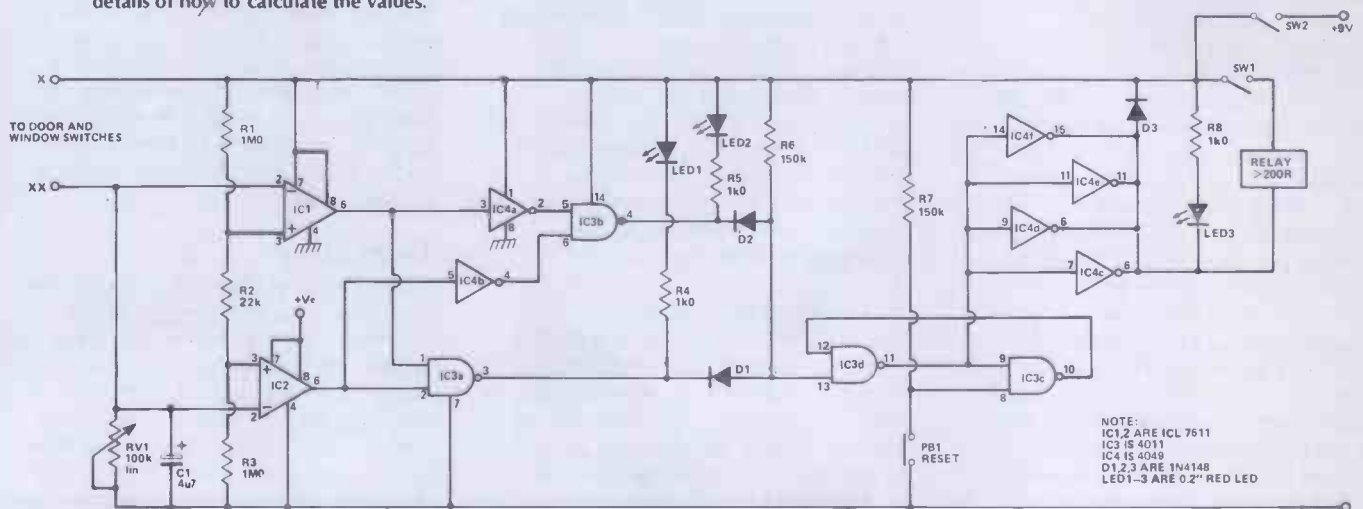 details of how to calculate the values.
SW2
+9V
X
SW1
TO DOOR AND
WINDOW SWITCHES
R1
1M0
LED1
LED2
R6
150k
14
IC4f
15
D3
R8
1k0
XX
2
7
8
6
IC1
3
4
3
1
2
IC4a
8
5
14
4
IC3b
6
R5
1k0
D2
R7
150k
11
IC4e
11
RELAY
>200R
9
IC4d
6
LED3
R2
22k
5
IC4b
4
7
IC4c
6
+Ve
R4
1k0
3
7
8
6
IC2
2
4
1
IC3a
3
2
7
D1
12
IC3d
11
13
9
IC3c
10
8
RV1
100k
lin
+
C1
4u7
R3
1M0
PB1
RESET
NOTE:
IC1,2 ARE ICL 7611
IC3 IS 4011
IC4 IS 4049
D1,2,3 ARE 1N4148
LED1–3 ARE 0.2" RED LED